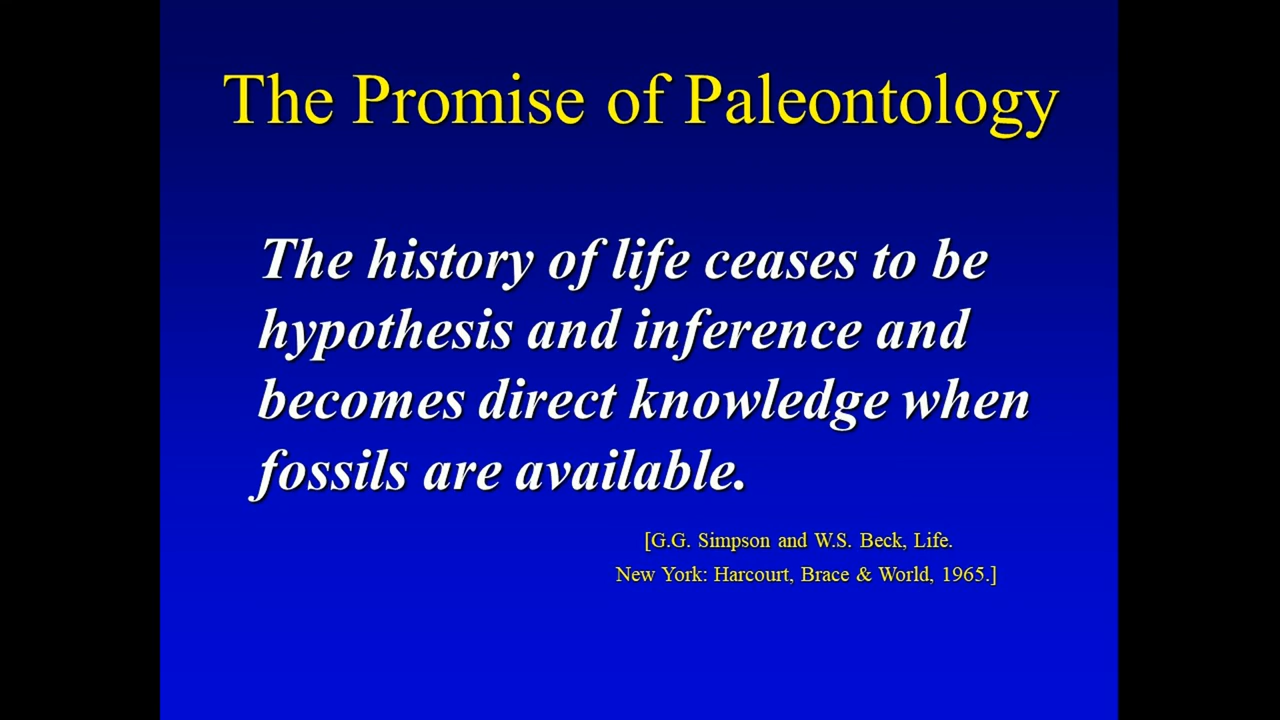 The Promise of Paleontology
The history of life ceases to be
hypothesis and inference and
becomes direct knowledge when
fossils are available.
[G.G. Simpson and W.S. Beck, Life.
New York: Harcourt, Brace & World, 1965.]